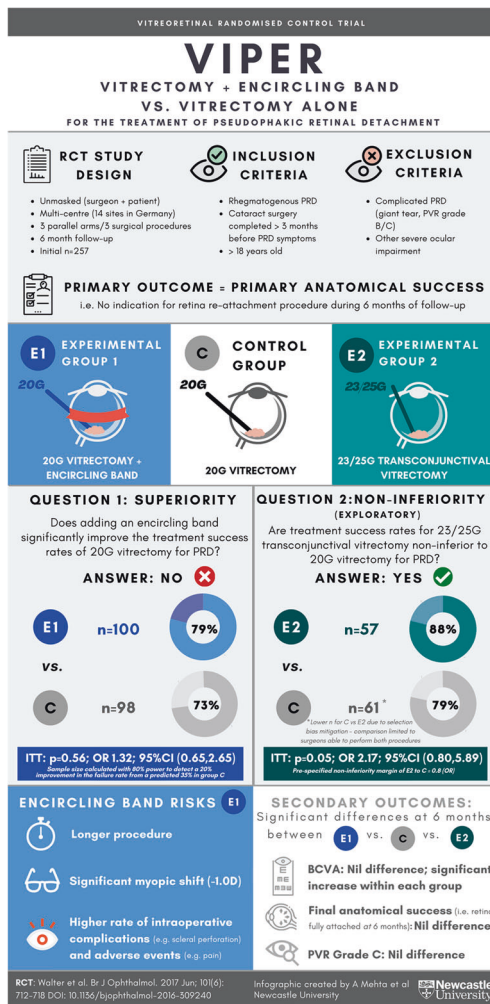 VITREORETINAL RANDOMISED CONTROL TRIAL
VIPER
VITRECTOMY + ENCIRCLING BAND
VS. VITRECTOMY ALONE
FOR THE TREATMENT OF PSEUDOPHAKIC RETINAL DETACHMENT
RCT STUDY
DESIGN
• Unmasked (surgeon + patient)
• Multi-centre (14 sites in Germany)
• 3 parallel arms/3 surgical procedures
• 6 month follow-up
• Initial n=257
INCLUSION
CRITERIA
• Rhegmatogenous PRD
• Cataract surgery
completed > 3 months
before PRD symptoms
• > 18 years old
EXCLUSION
CRITERIA
• Complicated PRD
(giant tear, PVR grade
B/C)
• Other severe ocular
impairment
PRIMARY OUTCOME = PRIMARY ANATOMICAL SUCCESS
i.e. No indication for retina re-attachment procedure during 6 months of follow-up
E1
EXPERIMENTAL
GROUP 1
20G
20G VITRECTOMY +
ENCIRCLING BAND
C
CONTROL
GROUP
20G
20G VITRECTOMY
E2
EXPERIMENTAL
GROUP 2
23/25G
23/25G TRANSCONJUNCTIVAL
VITRECTOMY
QUESTION 1: SUPERIORITY
Does adding an encircling band
significantly improve the treatment success
rates of 20G vitrectomy for PRD?
ANSWER: NO
E1
n=100
79%
vs.
C
n=98
73%
ITT: p=0.56; OR 1.32; 95%CI (0.65,2.65)
Sample size calculated with 80% power to detect a 20%
improvement in the failure rate from a predicted 35% in group C
QUESTION 2:NON-INFERIORITY
(EXPLORATORY)
Are treatment success rates for 23/25G
transconjunctival vitrectomy non-inferior to
20G vitrectomy for PRD?
ANSWER: YES
E2
n=57
88%
vs.
C
n=61 *
79%
*Lower n for C vs E2 due to selection
bias mitigation - comparison limited to
surgeons able to perform both procedures
ITT: p=0.05; OR 2.17; 95%CI (0.80,5.89)
Pre-specified non-inferiority margin of E2 to C = 0.8 (OR)
ENCIRCLING BAND RISKS E1
Longer procedure
Significant myopic shift (-1.0D)
Higher rate of intraoperative
complications (e.g. scleral perforation)
and adverse events (e.g. pain)
SECONDARY OUTCOMES:
Significant differences at 6 months
between E1 vs. C vs. E2
BCVA: Nil difference; significant
increase within each group
Final anatomical success (i.e. retina
fully attached at 6 months): Nil difference
PVR Grade C: Nil difference
RCT: Walter et al. Br J Ophthalmol. 2017 Jun; 101(6):
712-718 DOI: 10.1136/bjophthalmol-2016-309240
Infographic created by A Mehta et al
Newcastle University
Newcastle
University